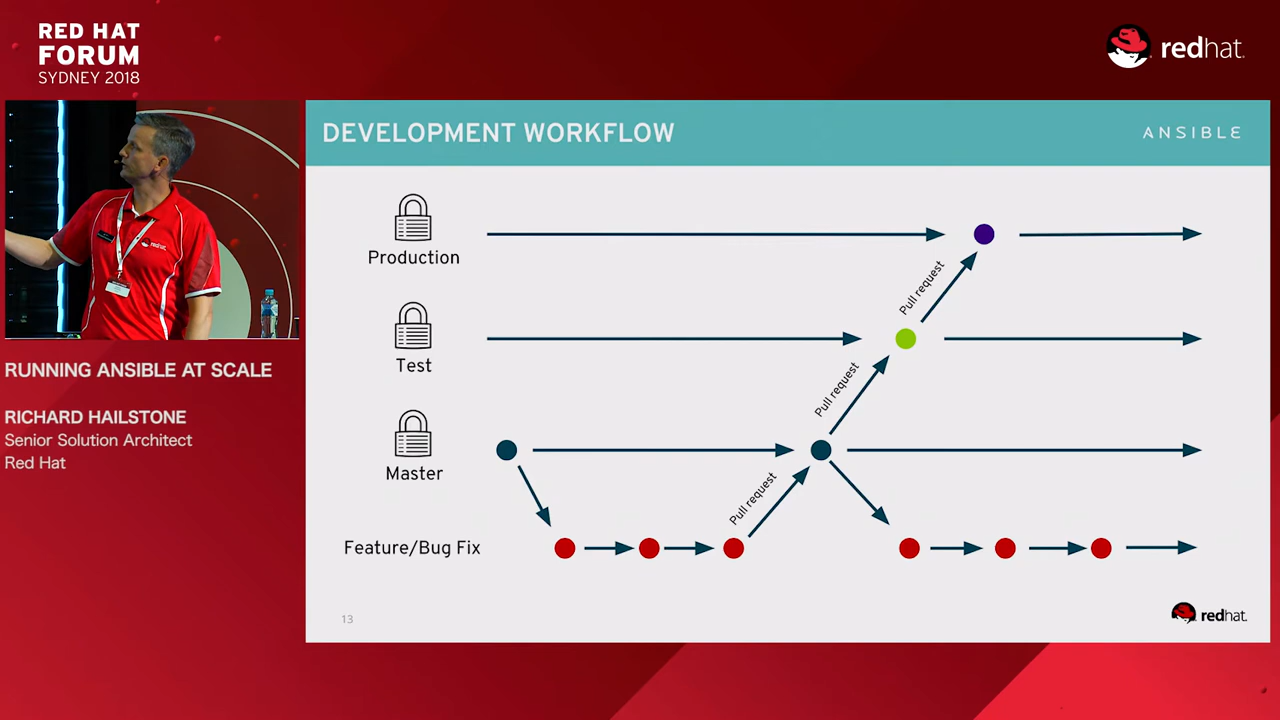 RED HAT
FORUM
SYDNEY 2018
redhat.
RUNNING ANSIBLE AT SCALE
RICHARD HAILSTONE
Senior Solution Architect
Red Hat
DEVELOPMENT WORKFLOW
ANSIBLE
Production
Pull request
Test
Pull request
Master
Pull request
Feature/Bug Fix
13
redhat.
redhat.